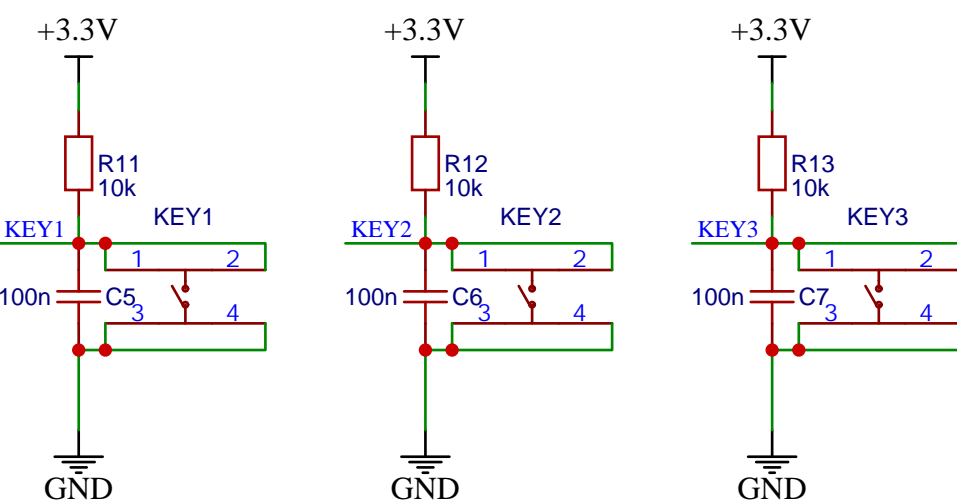 +3.3V
R11
10k
KEY1
KEY1
1 2
100n C5
3 4
GND
+3.3V
R12
10k
KEY2
KEY2
1 2
100n C6
3 4
GND
+3.3V
R13
10k
KEY3
KEY3
1 2
100n C7
3 4
GND